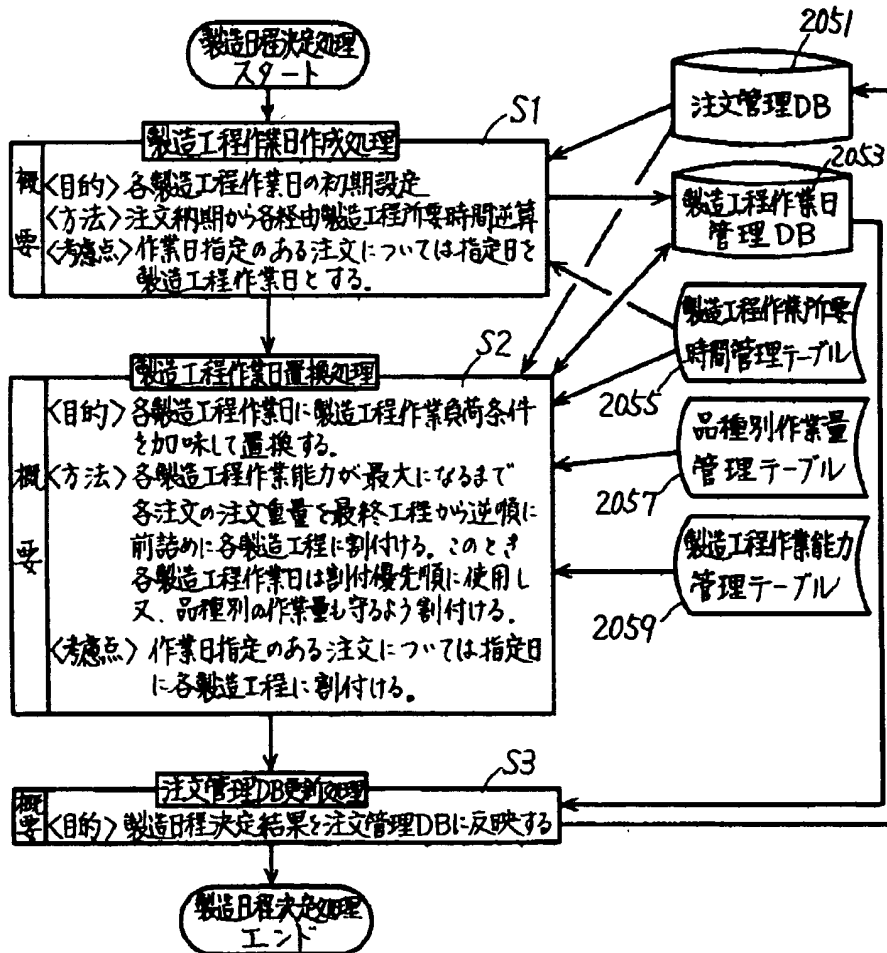 製造日程決定処理
スタート
2051
注文管理DB
S1
製造工程作業日作成処理
概要
<目的> 各製造工程作業日の初期設定
<方法> 注文納期から各経由製造工程所要時間逆算
<考慮点> 作業日指定のある注文については指定日を
製造工程作業日とする。
2053
製造工程作業日
管理DB
製造工程作業所要
時間管理テーブル
2055
S2
製造工程作業日置換処理
概要
<目的> 各製造工程作業日に製造工程作業負荷条件
を加味して置換する。
<方法> 各製造工程作業能力が最大になるまで
各注文の注文重量を最終工程から逆順に
前詰めに各製造工程に割付ける。このとき
各製造工程作業日は割付優先順に使用し
又、品種別の作業量も守るよう割付ける。
<考慮点> 作業日指定のある注文については指定日
に各製造工程に割付ける。
品種別作業量
管理テーブル
2057
製造工程作業能力
管理テーブル
2059
S3
注文管理DB更新処理
概要
<目的> 製造日程決定結果を注文管理DBに反映する
製造日程決定処理
エンド